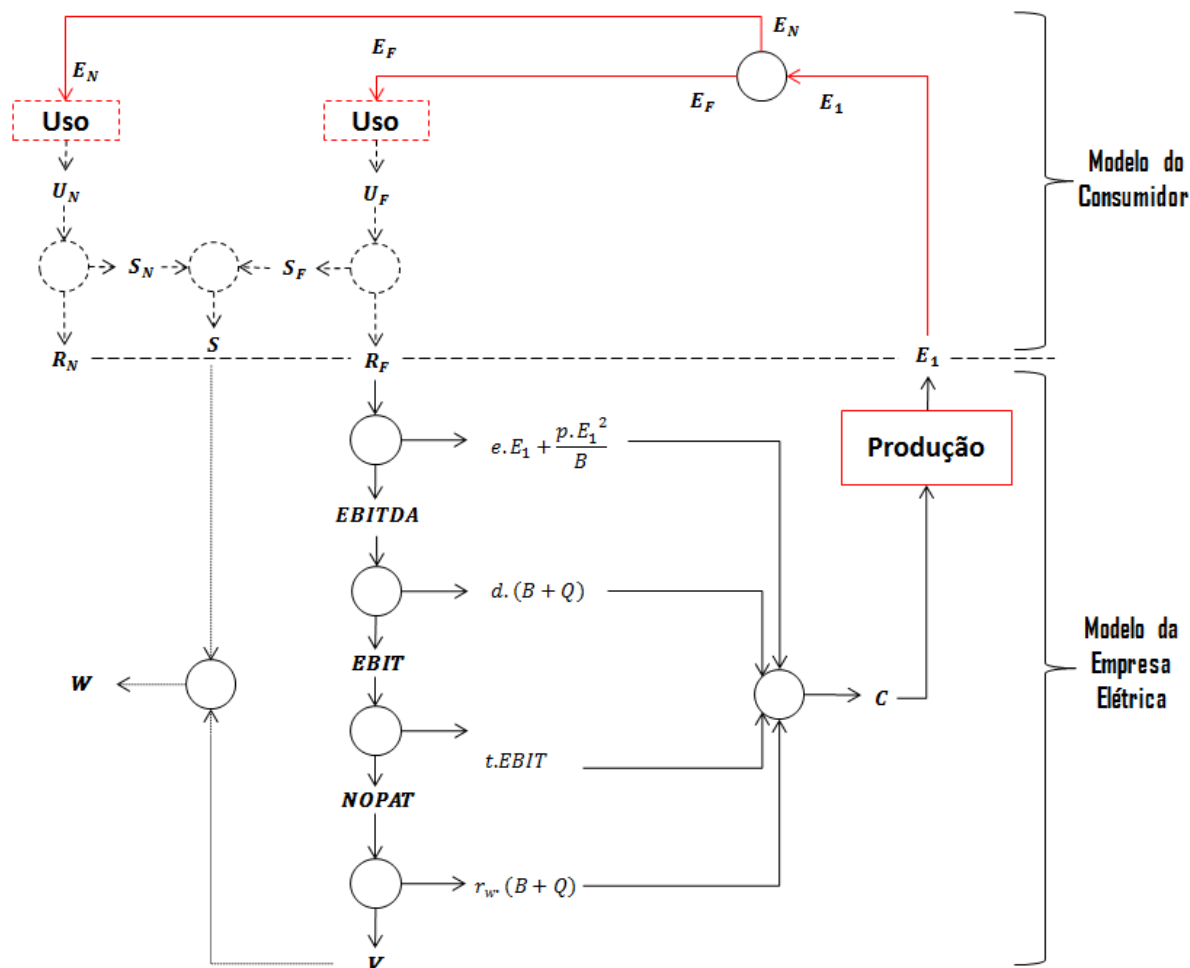 E_N
E_F
E_N
E_F
E_1
Uso
Uso
Modelo do
Consumidor
U_N
U_F
S_N
S_F
R_N
S
R_F
E_1
e.E_1 + p.E_1^2 / B
Produção
EBITDA
d.(B + Q)
EBIT
Modelo da
Empresa
Elétrica
W
C
t.EBIT
NOPAT
r_w.(B + Q)
V